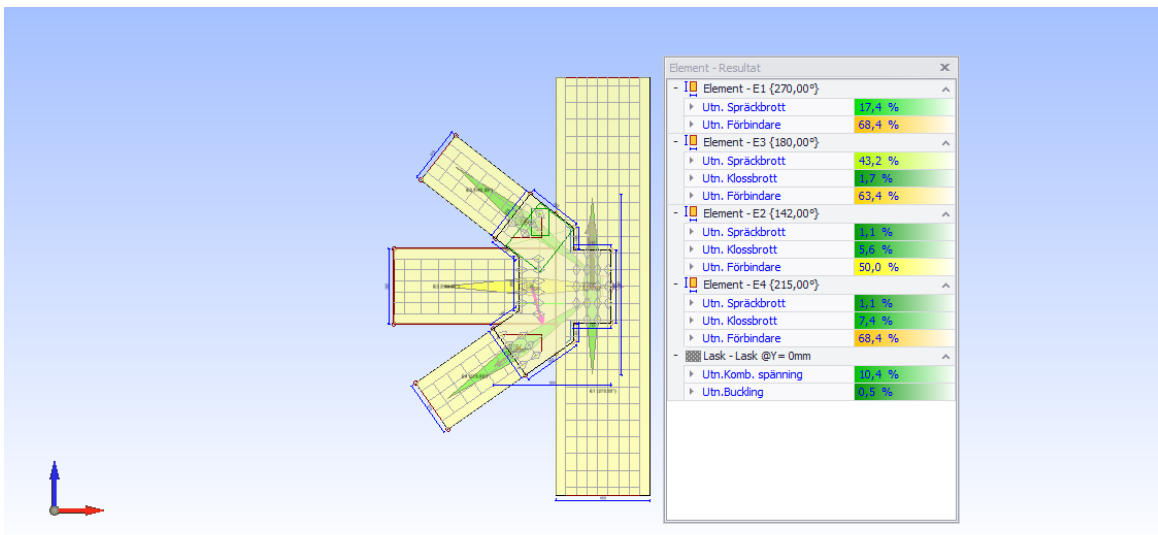 Element - Resultat
Element - E1 {270,00°}
Utn. Spräckbrott 17,4 %
Utn. Förbindare 68,4 %
Element - E3 {180,00°}
Utn. Spräckbrott 43,2 %
Utn. Klossbrott 1,7 %
Utn. Förbindare 63,4 %
Element - E2 {142,00°}
Utn. Spräckbrott 1,1 %
Utn. Klossbrott 5,6 %
Utn. Förbindare 50,0 %
Element - E4 {215,00°}
Utn. Spräckbrott 1,1 %
Utn. Klossbrott 7,4 %
Utn. Förbindare 68,4 %
Lask - Lask @Y= 0mm
Utn.Komb. spänning 10,4 %
Utn.Buckling 0,5 %